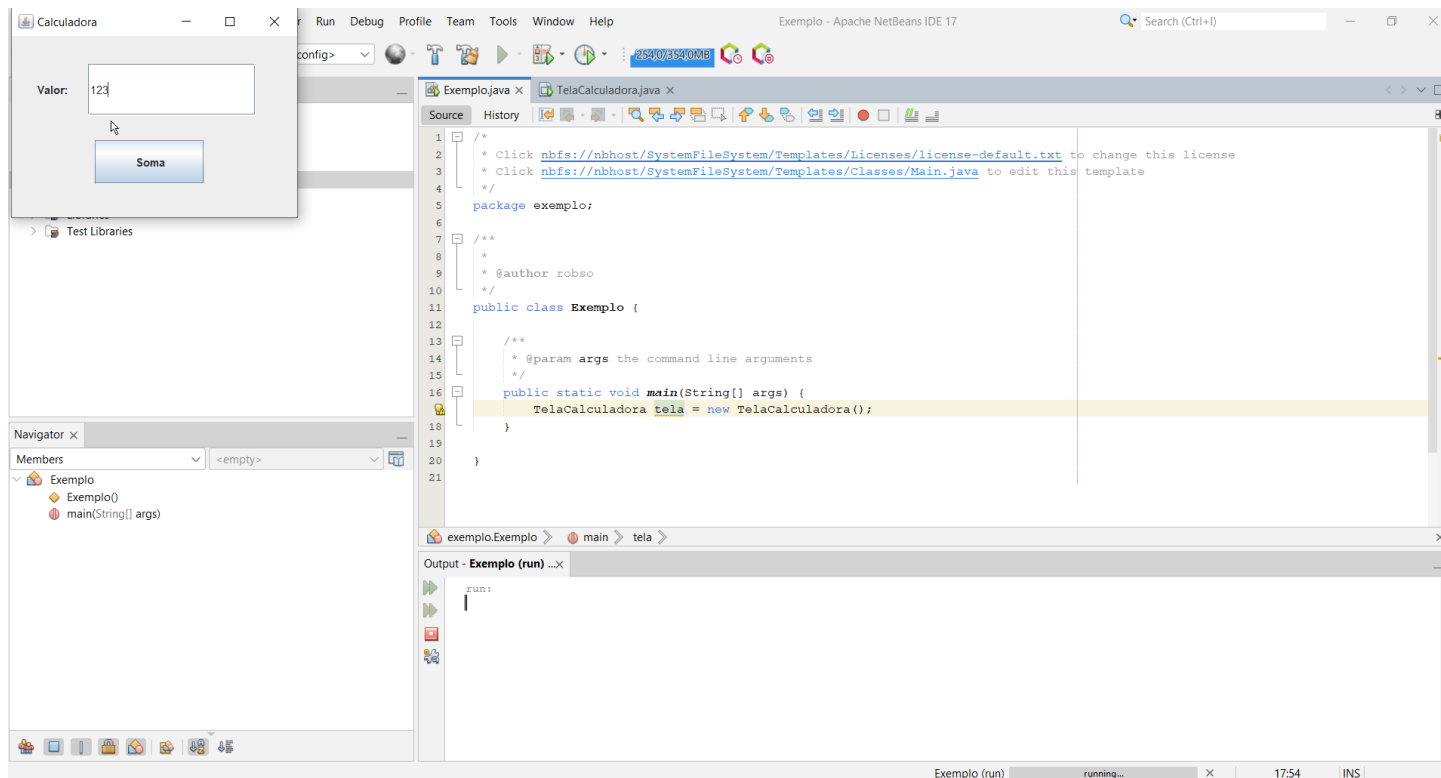 Calculadora
r Run Debug Profile Team Tools Window Help
Exemplo - Apache NetBeans IDE 17
Search (Ctrl+I)
config>
254,0/354,0MB
Valor:
123
Soma
Test Libraries
Exemplo.java
TelaCalculadora.java
Source History
1 /*
2 * Click nbfs://nbhost/SystemFileSystem/Templates/Licenses/license-default.txt to change this license
3 * Click nbfs://nbhost/SystemFileSystem/Templates/Classes/Main.java to edit this template
4 */
5 package exemplo;
6
7 /**
8 *
9 * @author robso
10 */
11 public class Exemplo {
12
13 /**
14 * @param args the command line arguments
15 */
16 public static void main(String[] args) {
TelaCalculadora tela = new TelaCalculadora();
18 }
19
20 }
21
Navigator
Members
<empty>
Exemplo
Exemplo()
main(String[] args)
exemplo.Exemplo
main
tela
Output - Exemplo (run) ...
run:
Exemplo (run)
running...
17:54
INS